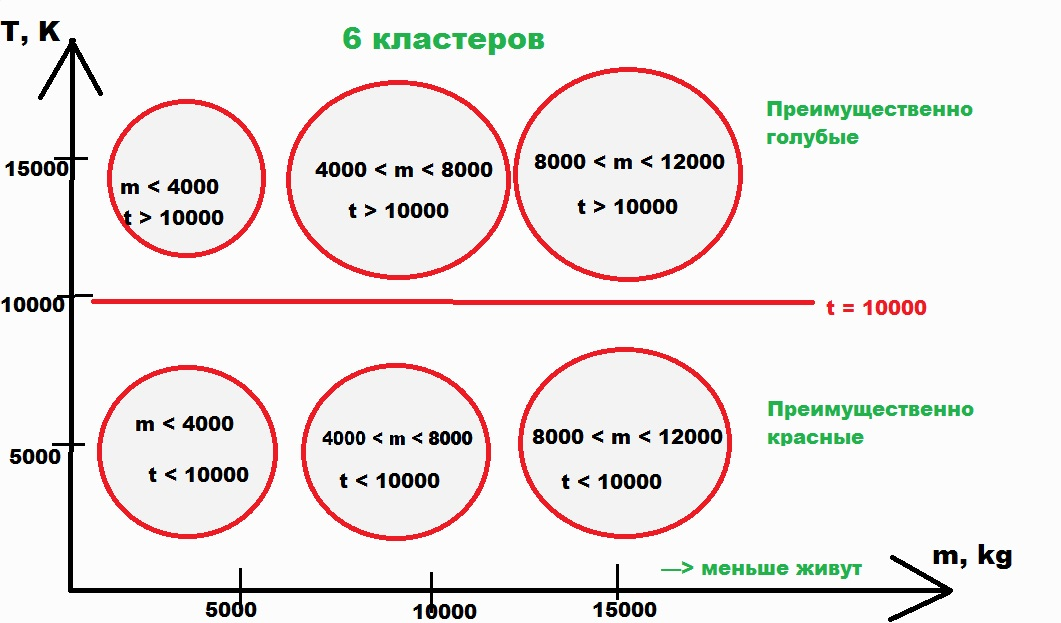 T, K
6 кластеров
Преимущественно
голубые
15000
m < 4000
t > 10000
4000 < m < 8000
t > 10000
8000 < m < 12000
t > 10000
10000
t = 10000
Преимущественно
красные
5000
m < 4000
t < 10000
4000 < m < 8000
t < 10000
8000 < m < 12000
t < 10000
—> меньше живут
m, kg
5000
10000
15000